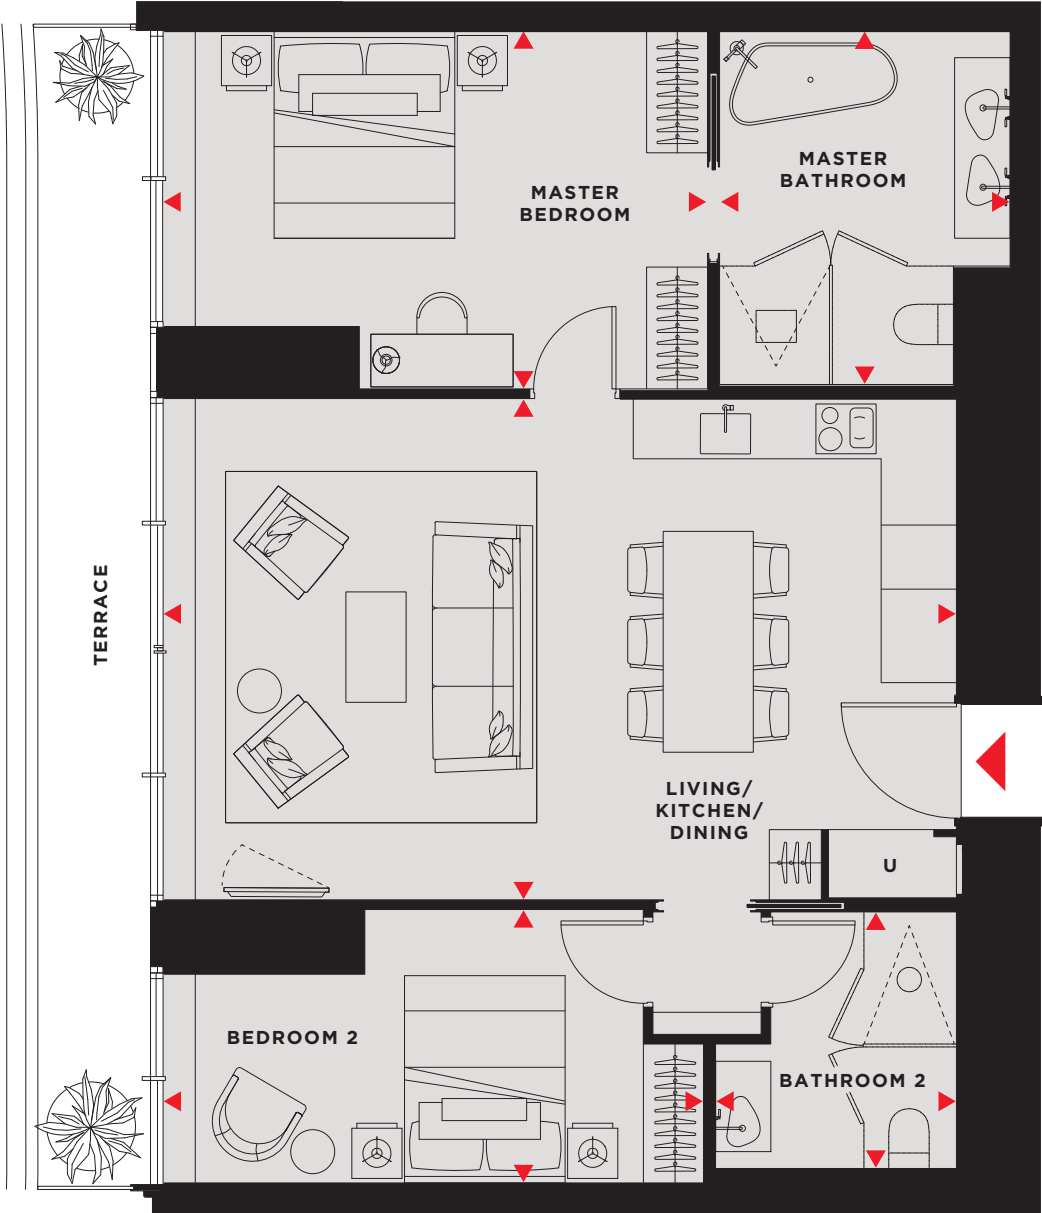 MASTER
BATHROOM
MASTER
BEDROOM
TERRACE
LIVING/
KITCHEN/
DINING
U
BEDROOM 2
BATHROOM 2